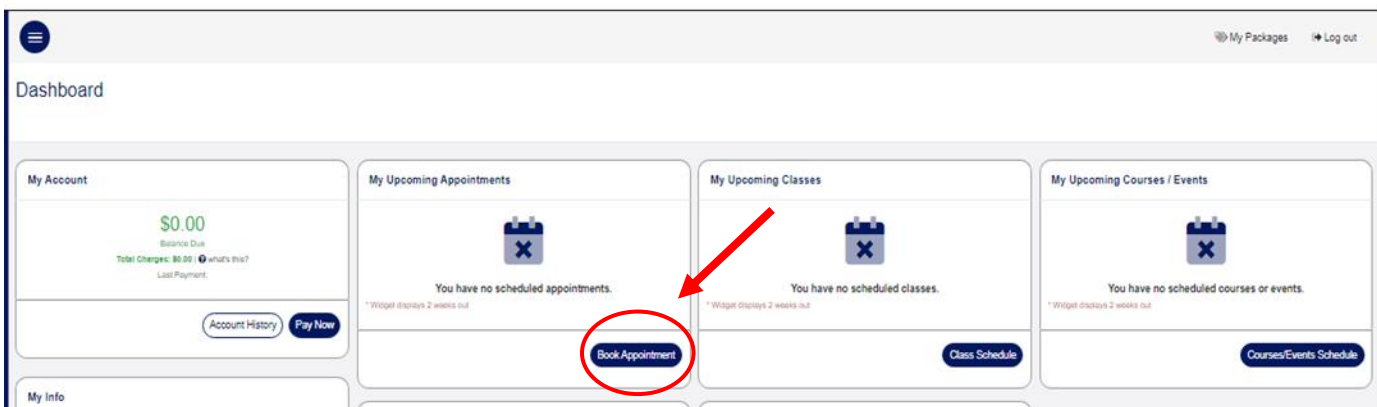 My Packages
Log out
Dashboard
My Account
$0.00
Balance Due
Total Charges: $0.00 | what's this?
Last Payment:
Account History
Pay Now
My Upcoming Appointments
You have no scheduled appointments.
* Widget displays 2 weeks out
Book Appointment
My Upcoming Classes
You have no scheduled classes.
* Widget displays 2 weeks out
Class Schedule
My Upcoming Courses / Events
You have no scheduled courses or events.
* Widget displays 2 weeks out
Courses/Events Schedule
My Info